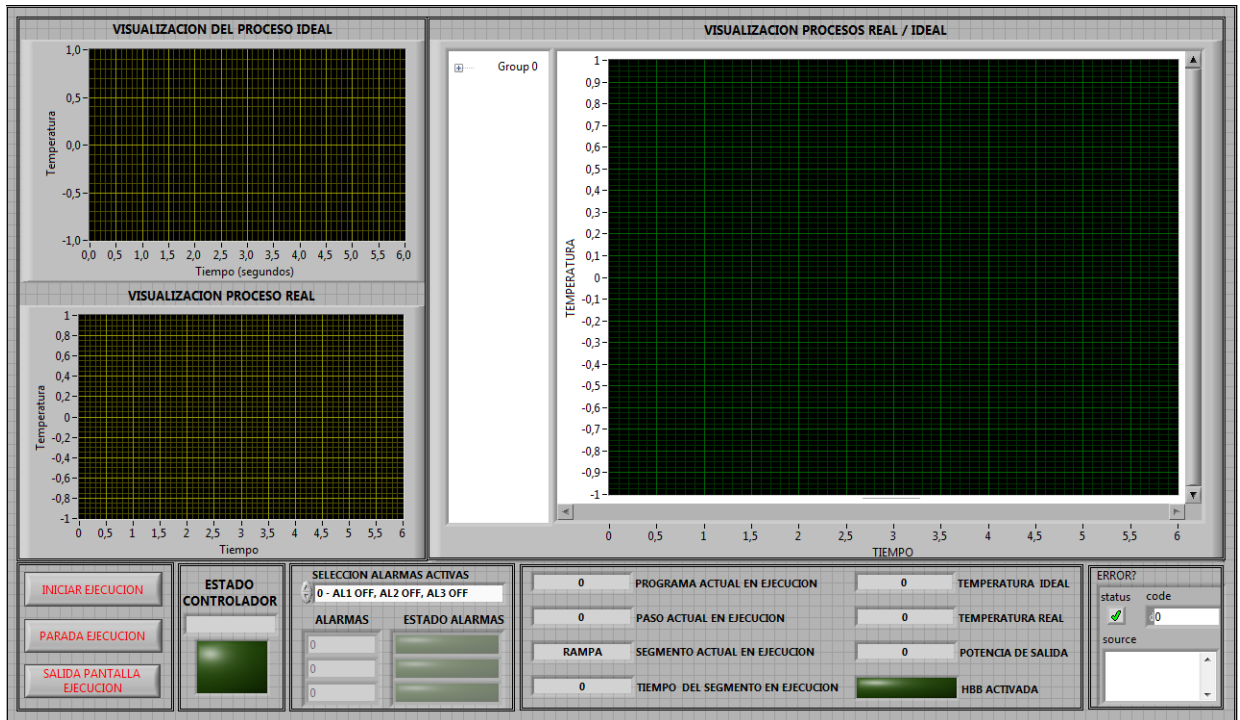 VISUALIZACION DEL PROCESO IDEAL
1,0
0,5
0,0
-0,5
-1,0
Temperatura
0,0 0,5 1,0 1,5 2,0 2,5 3,0 3,5 4,0 4,5 5,0 5,5 6,0
Tiempo (segundos)
VISUALIZACION PROCESO REAL
1
0,8
0,6
0,4
0,2
0
-0,2
-0,4
-0,6
-0,8
-1
Temperatura
0 0,5 1 1,5 2 2,5 3 3,5 4 4,5 5 5,5 6
Tiempo
VISUALIZACION PROCESOS REAL / IDEAL
Group 0
1
0,9
0,8
0,7
0,6
0,5
0,4
0,3
0,2
0,1
0
-0,1
-0,2
-0,3
-0,4
-0,5
-0,6
-0,7
-0,8
-0,9
-1
TEMPERATURA
0 0,5 1 1,5 2 2,5 3 3,5 4 4,5 5 5,5 6
TIEMPO
INICIAR EJECUCION
PARADA EJECUCION
SALIDA PANTALLA
EJECUCION
ESTADO
CONTROLADOR
SELECCION ALARMAS ACTIVAS
0 - AL1 OFF, AL2 OFF, AL3 OFF
ALARMAS ESTADO ALARMAS
0
0
0
0 PROGRAMA ACTUAL EN EJECUCION
0 PASO ACTUAL EN EJECUCION
RAMPA SEGMENTO ACTUAL EN EJECUCION
0 TIEMPO DEL SEGMENTO EN EJECUCION
0 TEMPERATURA IDEAL
0 TEMPERATURA REAL
0 POTENCIA DE SALIDA
HBB ACTIVADA
ERROR?
status code
0
source